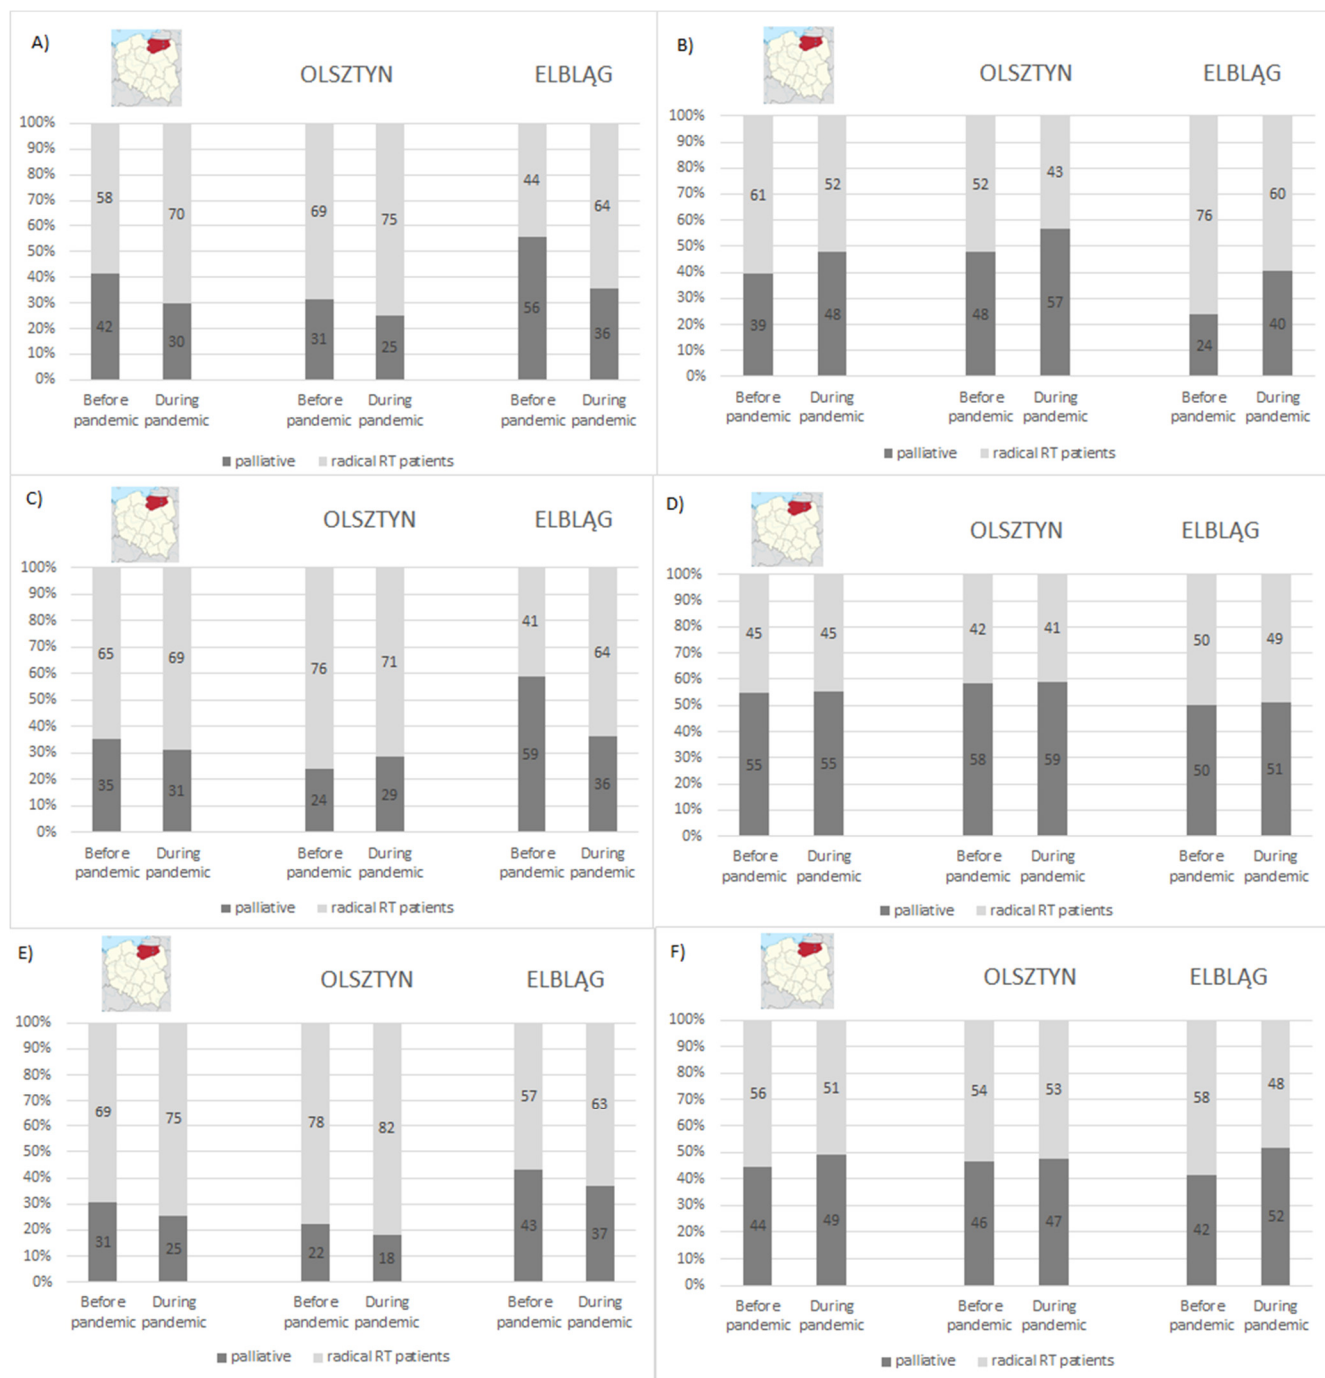 A)
OLSZTYN ELBLĄG
100%
90%
80%
70%
60%
50%
40%
30%
20%
10%
0%
58 70 69 75 44 64
42 30 31 25 56 36
Before pandemic During pandemic Before pandemic During pandemic Before pandemic During pandemic
palliative radical RT patients
B)
OLSZTYN ELBLĄG
100%
90%
80%
70%
60%
50%
40%
30%
20%
10%
0%
61 52 52 43 76 60
39 48 48 57 24 40
Before pandemic During pandemic Before pandemic During pandemic Before pandemic During pandemic
palliative radical RT patients
C)
OLSZTYN ELBLĄG
100%
90%
80%
70%
60%
50%
40%
30%
20%
10%
0%
65 69 76 71 41 64
35 31 24 29 59 36
Before pandemic During pandemic Before pandemic During pandemic Before pandemic During pandemic
palliative radical RT patients
D)
OLSZTYN ELBLĄG
100%
90%
80%
70%
60%
50%
40%
30%
20%
10%
0%
45 45 42 41 50 49
55 55 58 59 50 51
Before pandemic During pandemic Before pandemic During pandemic Before pandemic During pandemic
palliative radical RT patients
E)
OLSZTYN ELBLĄG
100%
90%
80%
70%
60%
50%
40%
30%
20%
10%
0%
69 75 78 82 57 63
31 25 22 18 43 37
Before pandemic During pandemic Before pandemic During pandemic Before pandemic During pandemic
palliative radical RT patients
F)
OLSZTYN ELBLĄG
100%
90%
80%
70%
60%
50%
40%
30%
20%
10%
0%
56 51 54 53 58 48
44 49 46 47 42 52
Before pandemic During pandemic Before pandemic During pandemic Before pandemic During pandemic
palliative radical RT patients